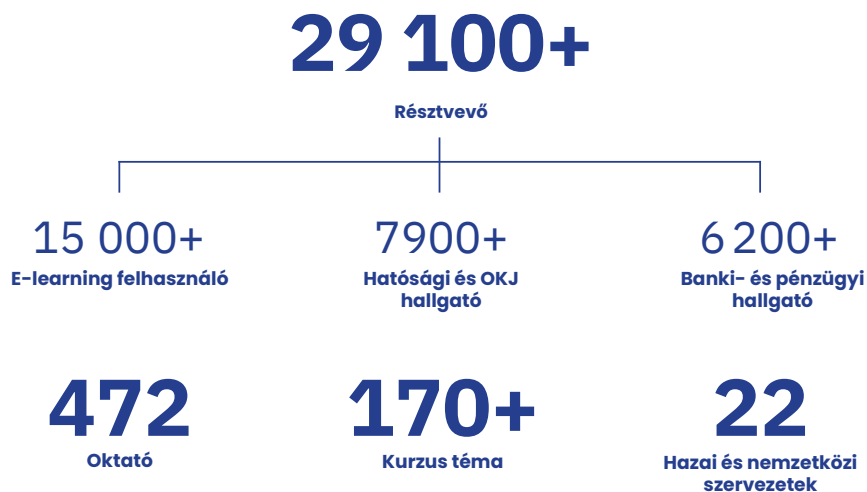 29 100+
Résztvevő
15 000+
E-learning felhasználó
7900+
Hatósági és OKJ
hallgató
6 200+
Banki- és pénzügyi
hallgató
472
Oktató
170+
Kurzus téma
22
Hazai és nemzetközi
szervezetek